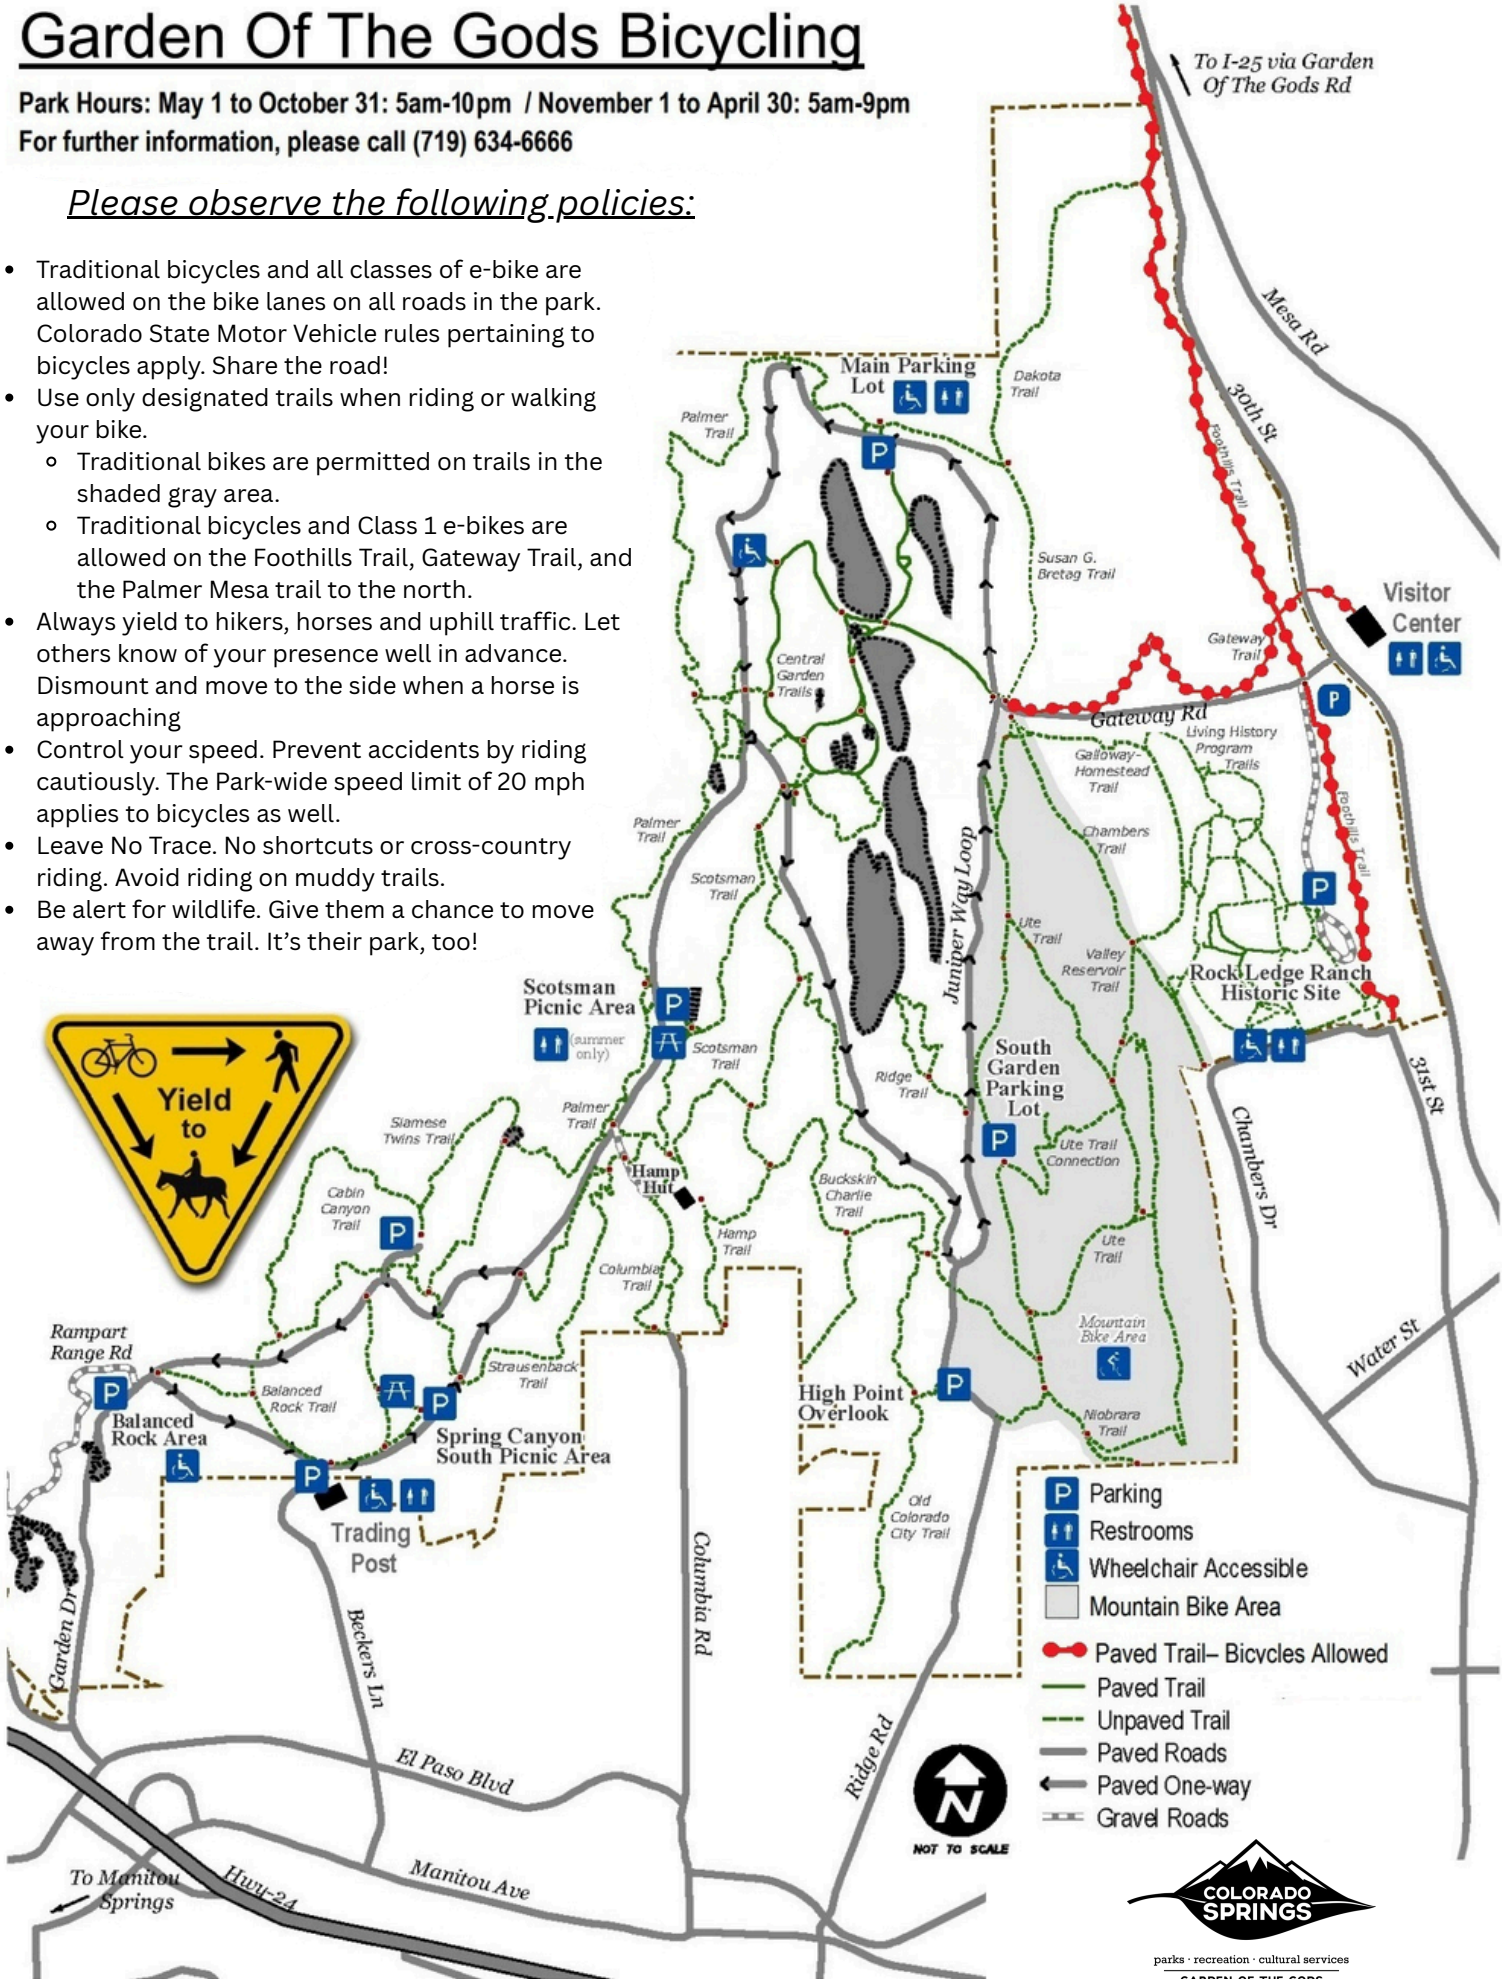 Garden Of The Gods Bicycling
Park Hours: May 1 to October 31: 5am-10pm / November 1 to April 30: 5am-9pm
For further information, please call (719) 634-6666
Please observe the following policies:
• Traditional bicycles and all classes of e-bike are
allowed on the bike lanes on all roads in the park.
Colorado State Motor Vehicle rules pertaining to
bicycles apply. Share the road!
• Use only designated trails when riding or walking
your bike.
◦ Traditional bikes are permitted on trails in the
shaded gray area.
◦ Traditional bicycles and Class 1 e-bikes are
allowed on the Foothills Trail, Gateway Trail, and
the Palmer Mesa trail to the north.
• Always yield to hikers, horses and uphill traffic. Let
others know of your presence well in advance.
Dismount and move to the side when a horse is
approaching
• Control your speed. Prevent accidents by riding
cautiously. The Park-wide speed limit of 20 mph
applies to bicycles as well.
• Leave No Trace. No shortcuts or cross-country
riding. Avoid riding on muddy trails.
• Be alert for wildlife. Give them a chance to move
away from the trail. It's their park, too!
Yield
to
To I-25 via Garden
Of The Gods Rd
Mesa Rd
30th St
Foothills Trail
Main Parking
Lot
P
Dakota
Trail
Palmer
Trail
Susan G.
Bretag Trail
Visitor
Center
Gateway
Trail
P
Gateway Rd
Central
Garden
Trails
Living History
Program
Trails
Galloway-
Homestead
Trail
Chambers
Trail
Foothills Trail
P
Palmer
Trail
Scotsman
Trail
Juniper Way Loop
Ute
Trail
Valley
Reservoir
Trail
Rock Ledge Ranch
Historic Site
Scotsman
Picnic Area
P
(summer
only)
Scotsman
Trail
Ridge
Trail
South
Garden
Parking
Lot
P
Ute Trail
Connection
31st St
Chambers Dr
Palmer
Trail
Siamese
Twins Trail
Hamp
Hut
Buckskin
Charlie
Trail
Cabin
Canyon
Trail
P
Hamp
Trail
Columbia
Trail
Ute
Trail
Mountain
Bike Area
Water St
Rampart
Range Rd
P
Balanced
Rock Area
Balanced
Rock Trail
Strausenback
Trail
P
Spring Canyon
South Picnic Area
High Point
Overlook
P
Niobrara
Trail
P
Trading
Post
Old
Colorado
City Trail
Garden Dr
Beckers Ln
Columbia Rd
Ridge Rd
El Paso Blvd
Manitou Ave
Hwy-24
To Manitou
Springs
P Parking
Restrooms
Wheelchair Accessible
Mountain Bike Area
Paved Trail– Bicycles Allowed
Paved Trail
Unpaved Trail
Paved Roads
Paved One-way
Gravel Roads
N
NOT TO SCALE
COLORADO
SPRINGS
parks · recreation · cultural services
GARDEN OF THE GODS